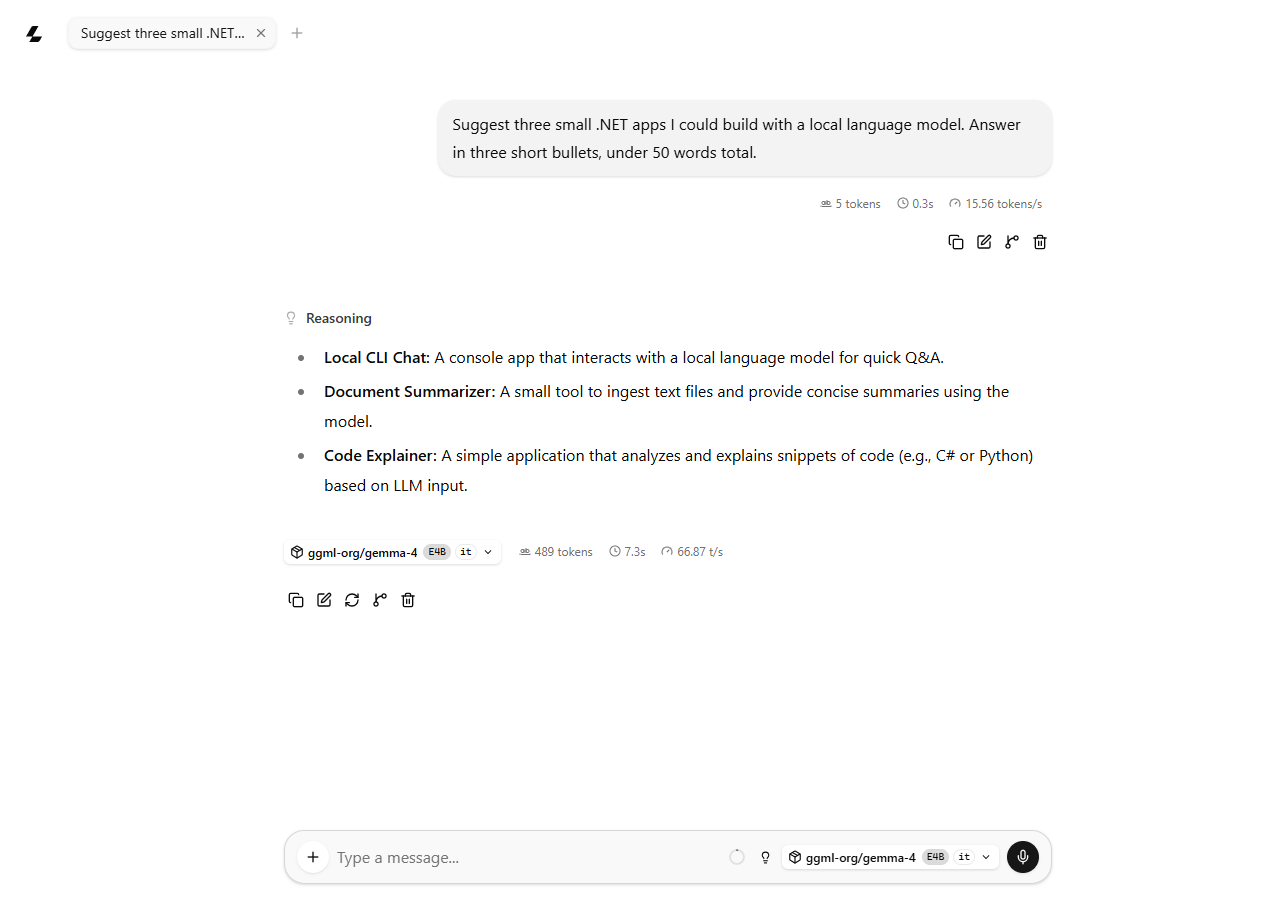 Suggest three small .NET...
Suggest three small .NET apps I could build with a local language model. Answer
in three short bullets, under 50 words total.
5 tokens 0.3s 15.56 tokens/s
Reasoning
Local CLI Chat: A console app that interacts with a local language model for quick Q&A.
Document Summarizer: A small tool to ingest text files and provide concise summaries using the
model.
Code Explainer: A simple application that analyzes and explains snippets of code (e.g., C# or Python)
based on LLM input.
ggml-org/gemma-4 E4B it 489 tokens 7.3s 66.87 t/s
Type a message... ggml-org/gemma-4 E4B it